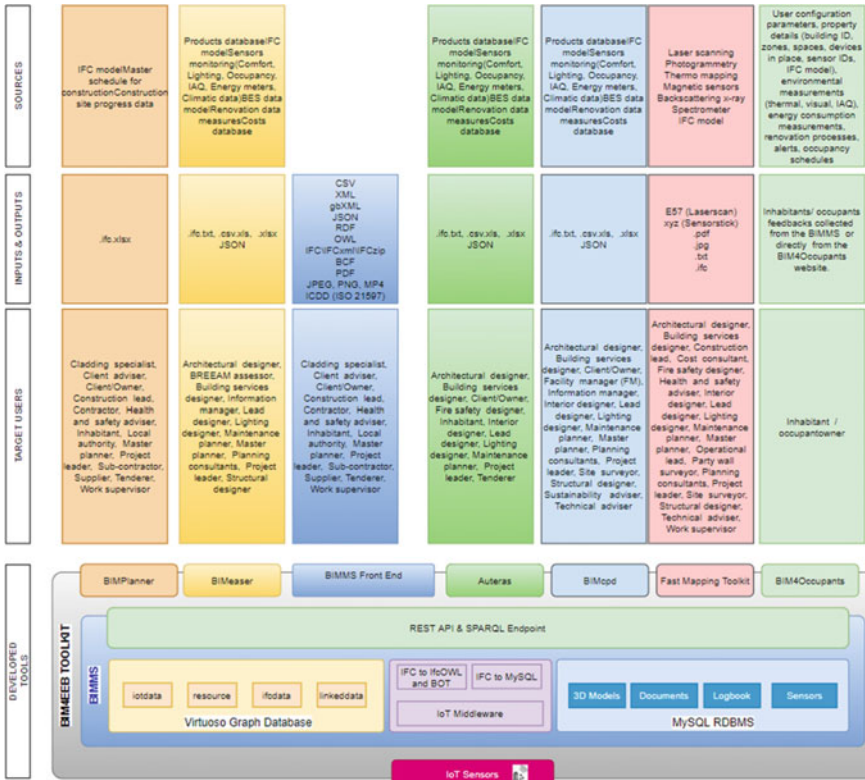 SOURCES
IFC modelMaster
schedule for
constructionConstruction
site progress data
Products databaseIFC
modelSensors
monitoring(Comfort,
Lighting, Occupancy,
IAQ, Energy meters,
Climatic data)BES data
modelRenovation data
measuresCosts
database
Products databaseIFC
modelSensors
monitoring(Comfort,
Lighting, Occupancy,
IAQ, Energy meters,
Climatic data)BES data
modelRenovation data
measuresCosts
database
Products databaseIFC
modelSensors
monitoring(Comfort,
Lighting, Occupancy,
IAQ, Energy meters,
Climatic data)BES data
modelRenovation data
measuresCosts
database
Laser scanning
Photogrammetry
Thermo mapping
Magnetic sensors
Backscattering x-ray
Spectrometer
IFC model
User configuration
parameters, property
details (building ID,
zones, spaces, devices
in place, sensor IDs,
IFC model),
environmental
measurements
(thermal, visual, IAQ),
energy consumption
measurements,
renovation processes,
alerts, occupancy
schedules
INPUTS & OUTPUTS
.ifc.xlsx
.ifc.txt, .csv.xls, .xlsx
JSON
CSV
XML
gbXML
JSON
RDF
OWL
IFC\IFCxml\IFCzip
BCF
PDF
JPEG, PNG, MP4
ICDD (ISO 21597)
.ifc.txt, .csv.xls, .xlsx
JSON
.ifc.txt, .csv.xls, .xlsx
JSON
E57 (Laserscan)
xyz (Sensorstick)
.pdf
.jpg
.txt
.ifc
Inhabitants/ occupants
feedbacks collected
from the BIMMS or
directly from the
BIM4Occupants
website.
TARGET USERS
Cladding specialist,
Client adviser,
Client/Owner,
Construction lead,
Contractor, Health
and safety adviser,
Inhabitant, Local
authority, Master
planner, Project
leader, Sub-contractor,
Supplier, Tenderer,
Work supervisor
Architectural designer,
BREEAM assessor,
Building services
designer, Information
manager, Lead
designer, Lighting
designer, Maintenance
planner, Master
planner, Planning
consultants, Project
leader, Structural
designer
Cladding specialist,
Client adviser,
Client/Owner,
Construction lead,
Contractor, Health
and safety adviser,
Inhabitant, Local
authority, Master
planner, Project
leader, Sub-contractor,
Supplier, Tenderer,
Work supervisor
Architectural designer,
Building services
designer, Client/Owner,
Fire safety designer,
Inhabitant, Interior
designer, Lead
designer, Lighting
designer, Maintenance
planner, Project
leader, Tenderer
Architectural designer,
Building services
designer, Client/Owner,
Facility manager (FM),
Information manager,
Interior designer, Lead
designer, Lighting
designer, Maintenance
planner, Planning
consultants, Project
leader, Site surveyor,
Structural designer,
Sustainability adviser,
Technical adviser
Architectural designer,
Building services
designer, Construction
lead, Cost consultant,
Fire safety designer,
Health and safety
adviser, Interior
designer, Lead
designer, Lighting
designer, Maintenance
planner, Master
planner, Operational
lead, Party wall
surveyor, Planning
consultants, Project
leader, Site surveyor,
Structural designer,
Technical adviser,
Work supervisor
Inhabitant /
occupantowner
DEVELOPED
TOOLS
BIM4EEB TOOLKIT
BIMMS
BIMPlanner
BIMeaser
BIMMS Front End
Auteras
BIMcpd
Fast Mapping Toolkit
BIM4Occupants
REST API & SPARQL Endpoint
iotdata
resource
ifcdata
linkeddata
Virtuoso Graph Database
IFC to IfcOWL
and BOT
IFC to MySQL
IoT Middleware
3D Models
Documents
Logbook
Sensors
MySQL RDBMS
IoT Sensors